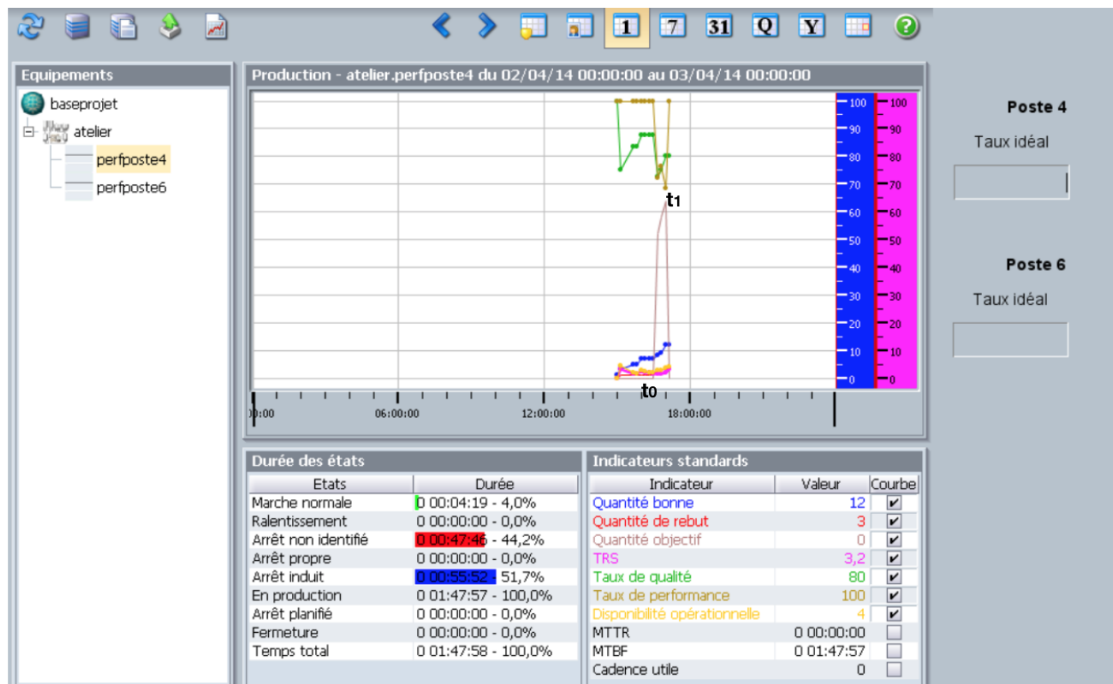 1 7 31 Q Y ?
Equipements
baseprojet
atelier
perfposte4
perfposte6
Production - atelier.perfposte4 du 02/04/14 00:00:00 au 03/04/14 00:00:00
100 100
90 90
80 80
70 70
60 60
50 50
40 40
30 30
20 20
10 10
0 0
t1
t0
06:00:00 12:00:00 18:00:00
Poste 4
Taux idéal
Poste 6
Taux idéal
Durée des états
Etats Durée
Marche normale 0 00:04:19 - 4,0%
Ralentissement 0 00:00:00 - 0,0%
Arrêt non identifié 0 00:47:46 - 44,2%
Arrêt propre 0 00:00:00 - 0,0%
Arrêt induit 0 00:55:52 - 51,7%
En production 0 01:47:57 - 100,0%
Arrêt planifié 0 00:00:00 - 0,0%
Fermeture 0 00:00:00 - 0,0%
Temps total 0 01:47:58 - 100,0%
Indicateurs standards
Indicateur Valeur Courbe
Quantité bonne 12
Quantité de rebut 3
Quantité objectif 0
TRS 3,2
Taux de qualité 80
Taux de performance 100
Disponibilité opérationnelle 4
MTTR 0 00:00:00
MTBF 0 01:47:57
Cadence utile 0